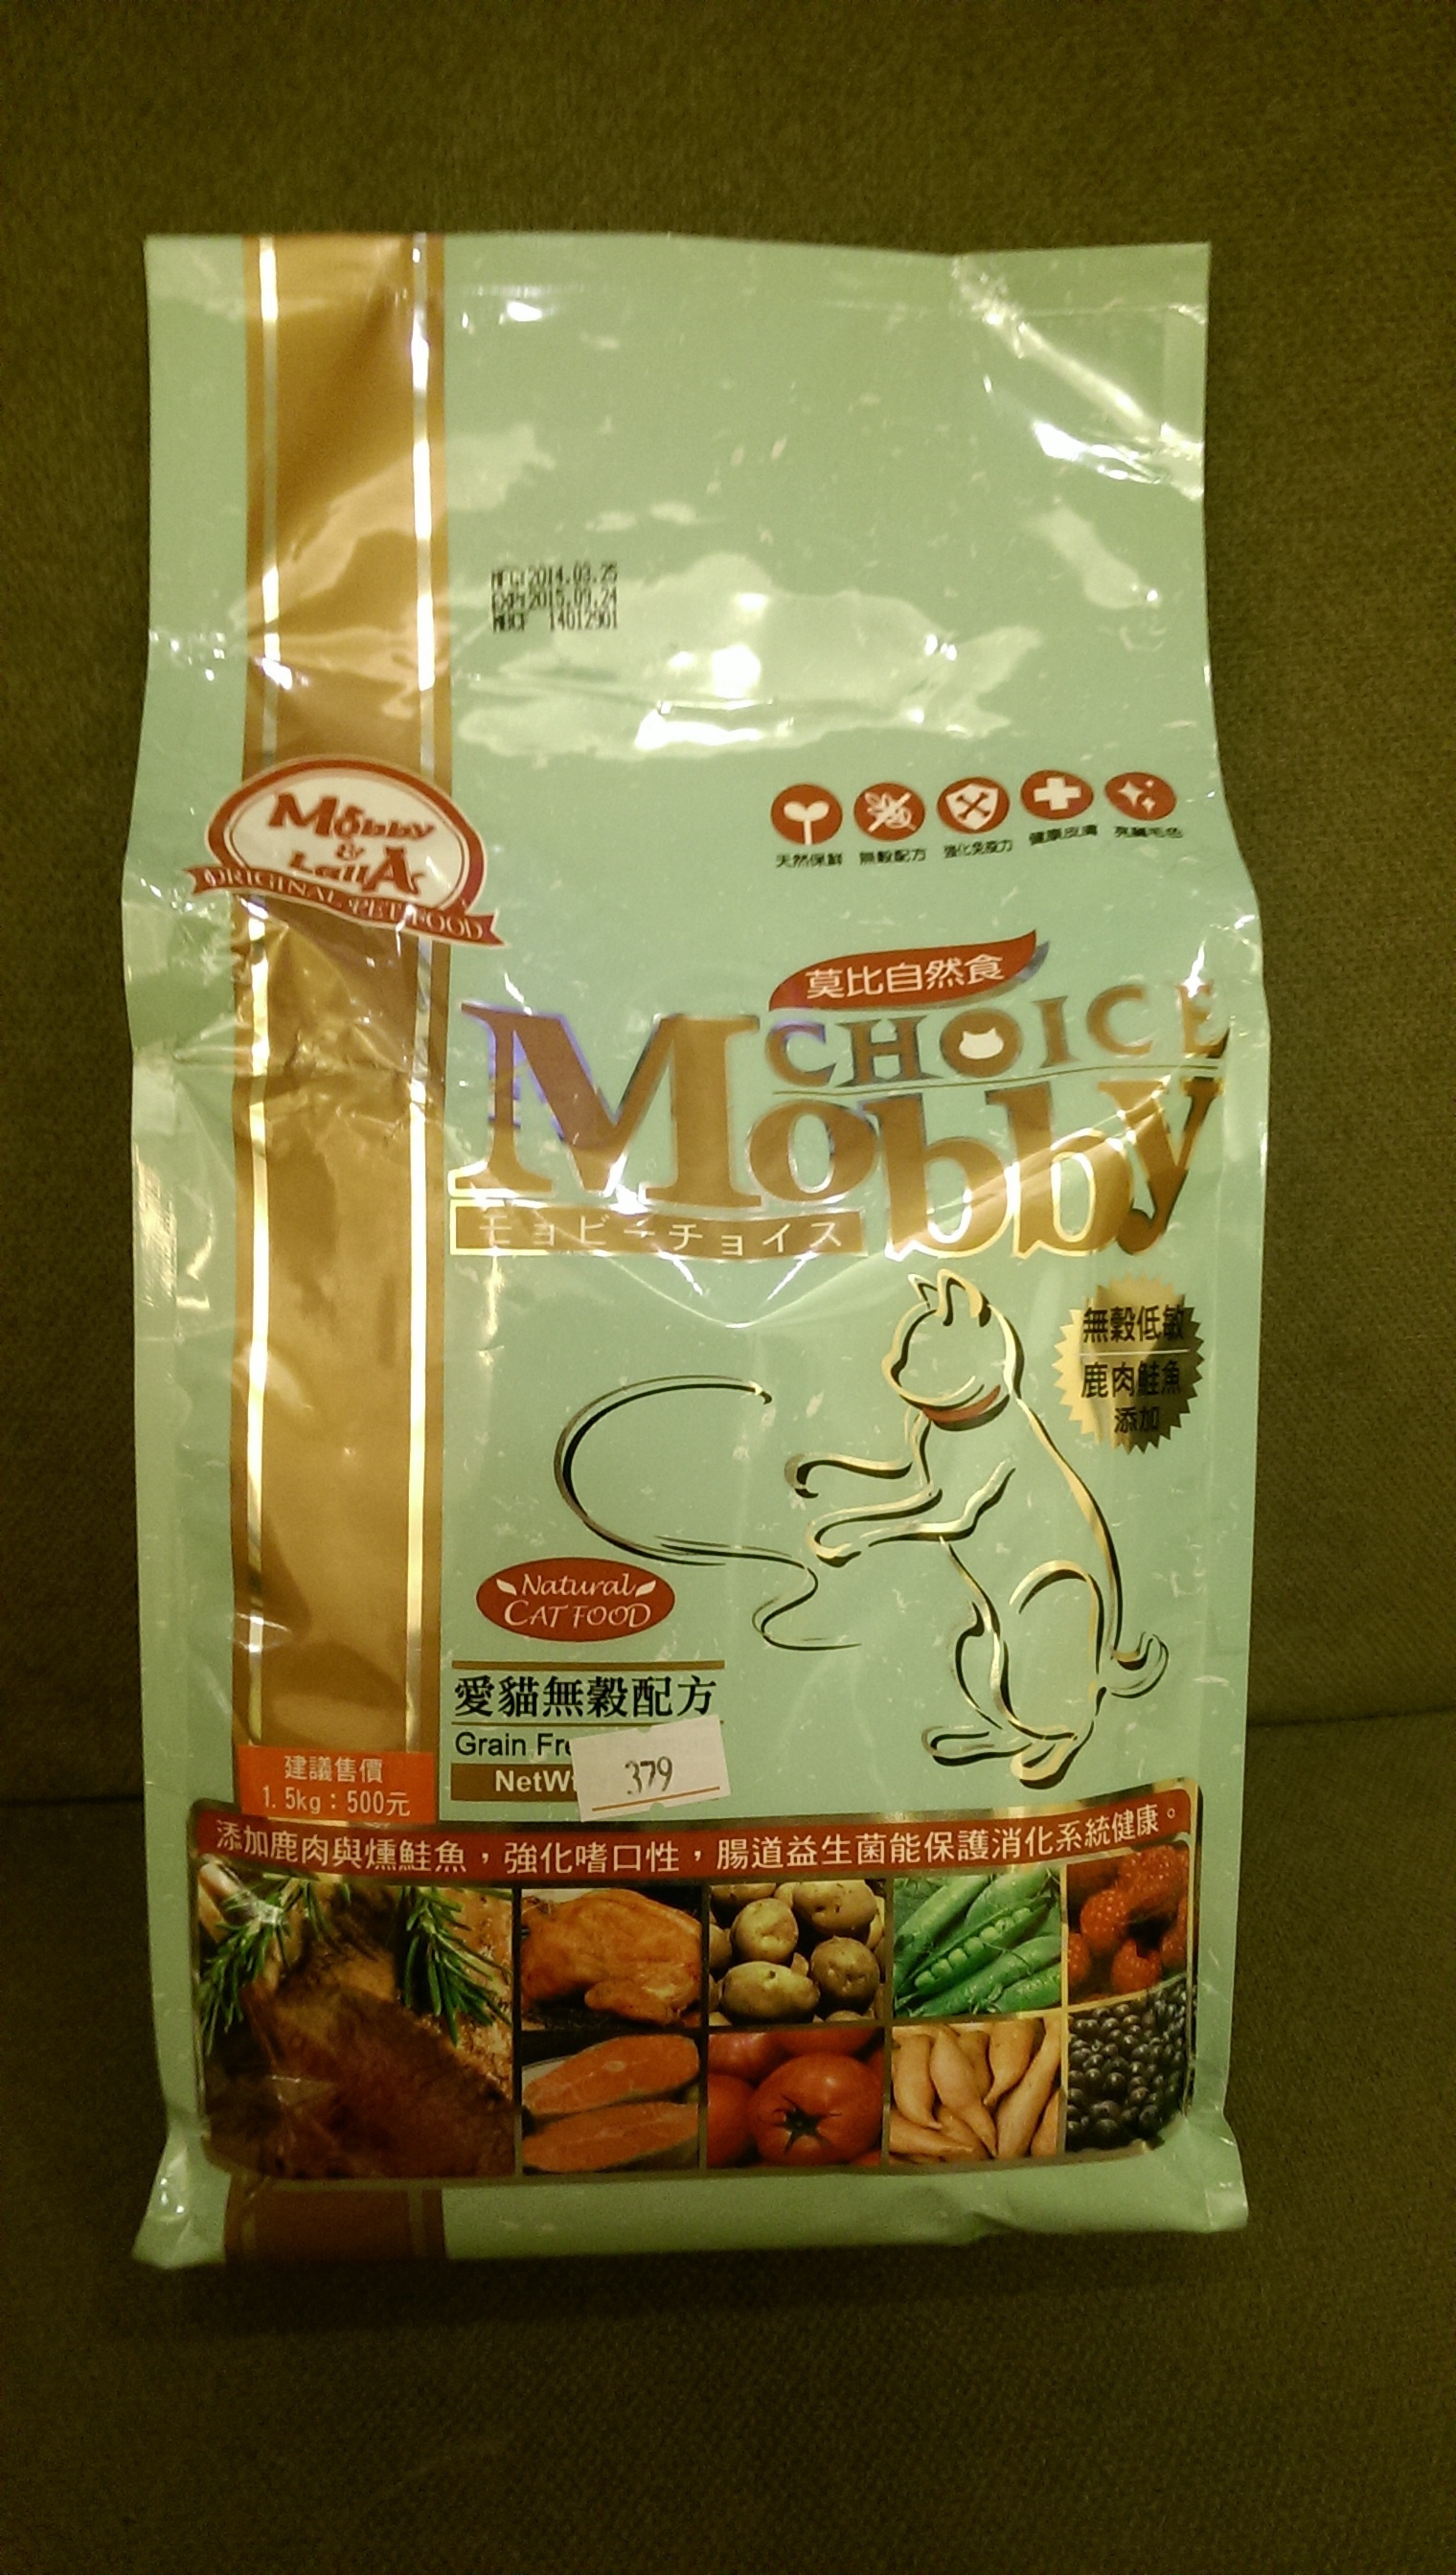 MFG:2014.03.25
EXP:2015.09.24
MBCF 14012901
Mobby
&
LallA
ORIGINAL PET FOOD
天然保鮮 無穀配方 強化免疫力 健康皮膚 亮麗毛色
莫比自然食
CHOICE
Mobby
モョビーチョイス
無穀低敏
鹿肉鮭魚
添加
Natural
CAT FOOD
愛貓無穀配方
Grain
379
建議售價
1.5kg：500元
添加鹿肉與燻鮭魚，強化嗜口性，腸道益生菌能保護消化系統健康。